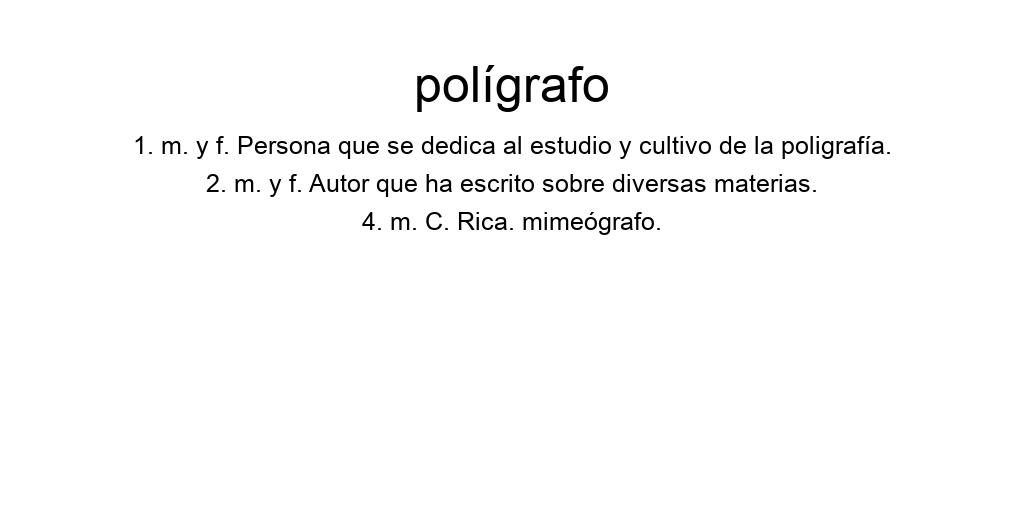 polígrafo
1. m. y f. Persona que se dedica al estudio y cultivo de la poligrafía.
2. m. y f. Autor que ha escrito sobre diversas materias.
4. m. C. Rica. mimeógrafo.